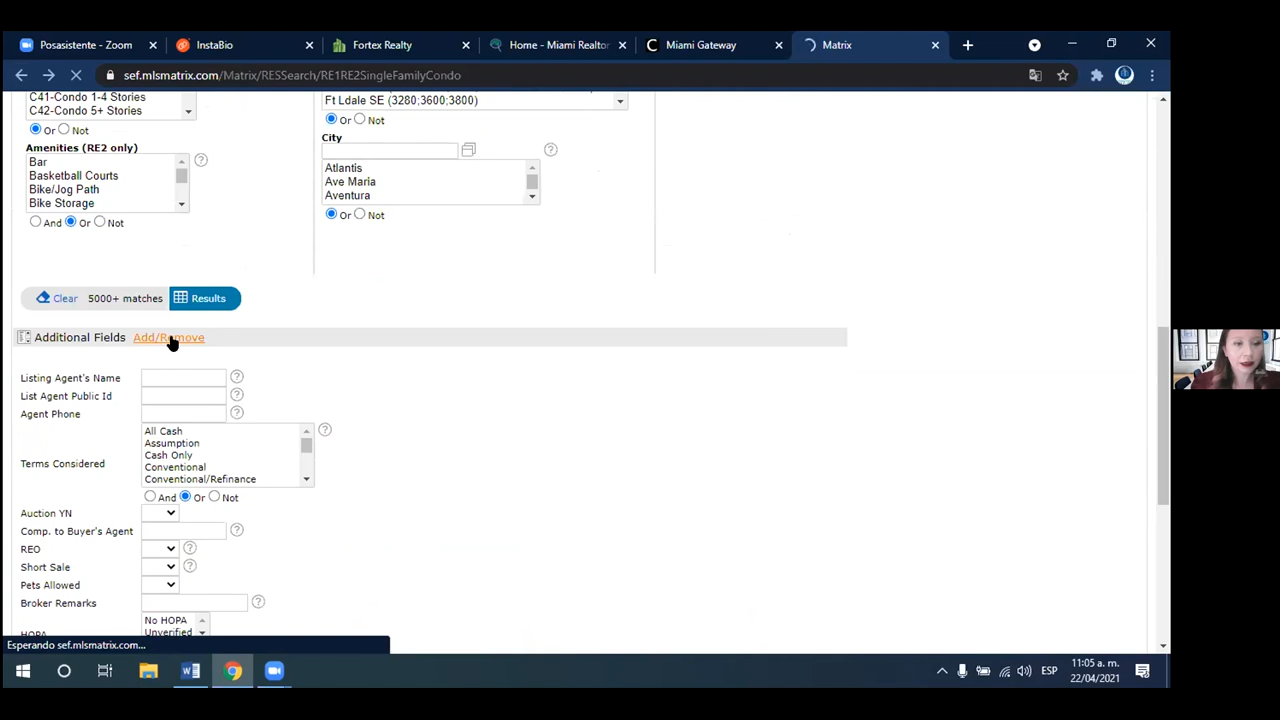 Posasistente - Zoom
InstaBio
Fortex Realty
Home - Miami Realtor
Miami Gateway
Matrix
sef.mlsmatrix.com/Matrix/RESSearch/RE1RE2SingleFamilyCondo
C41-Condo 1-4 Stories
C42-Condo 5+ Stories
Or Not
Amenities (RE2 only)
Bar
Basketball Courts
Bike/Jog Path
Bike Storage
And Or Not
Ft Ldale SE (3280;3600;3800)
Or Not
City
Atlantis
Ave Maria
Aventura
Or Not
Clear 5000+ matches Results
Additional Fields Add/Remove
Listing Agent's Name
List Agent Public Id
Agent Phone
Terms Considered
All Cash
Assumption
Cash Only
Conventional
Conventional/Refinance
And Or Not
Auction YN
Comp. to Buyer's Agent
REO
Short Sale
Pets Allowed
Broker Remarks
HOPA
No HOPA
Unverified
Esperando sef.mlsmatrix.com...
ESP
11:05 a. m.
22/04/2021